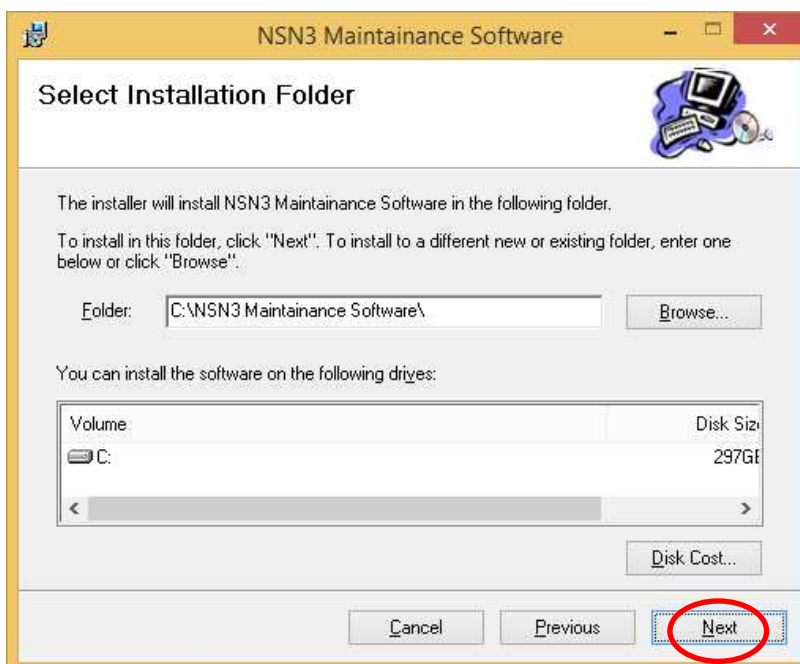 NSN3 Maintainance Software
Select Installation Folder
The installer will install NSN3 Maintainance Software in the following folder.
To install in this folder, click "Next". To install to a different new or existing folder, enter one
below or click "Browse".
Folder: C:\NSN3 Maintainance Software\ Browse...
You can install the software on the following drives:
Volume Disk Siz
C: 297G
Disk Cost...
Cancel Previous Next